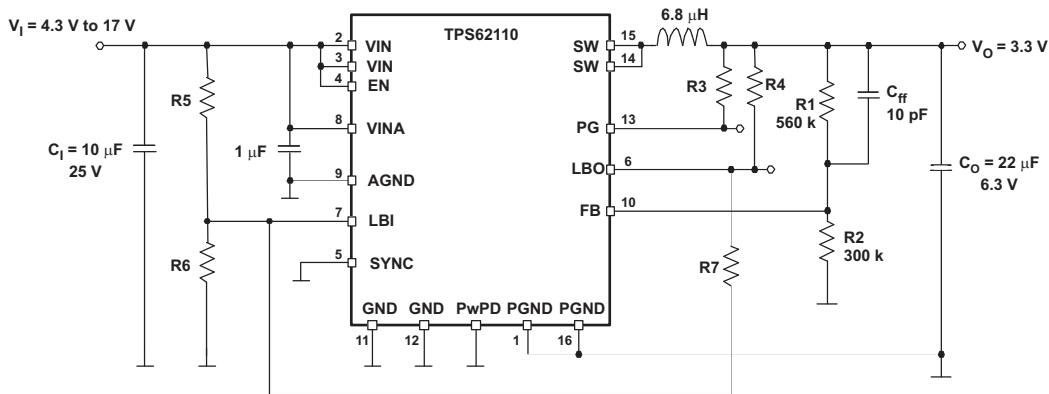 V_I = 4.3 V to 17 V
TPS62110
6.8 μH
V_O = 3.3 V
2
VIN
3
VIN
4
EN
8
VINA
9
AGND
7
LBI
5
SYNC
SW
15
SW
14
PG
13
LBO
6
FB
10
GND
GND
PwPD
PGND
PGND
11
12
1
16
R5
R6
C_I = 10 μF
25 V
1 μF
R3
R4
R1
560 k
C_ff
10 pF
R2
300 k
R7
C_O = 22 μF
6.3 V